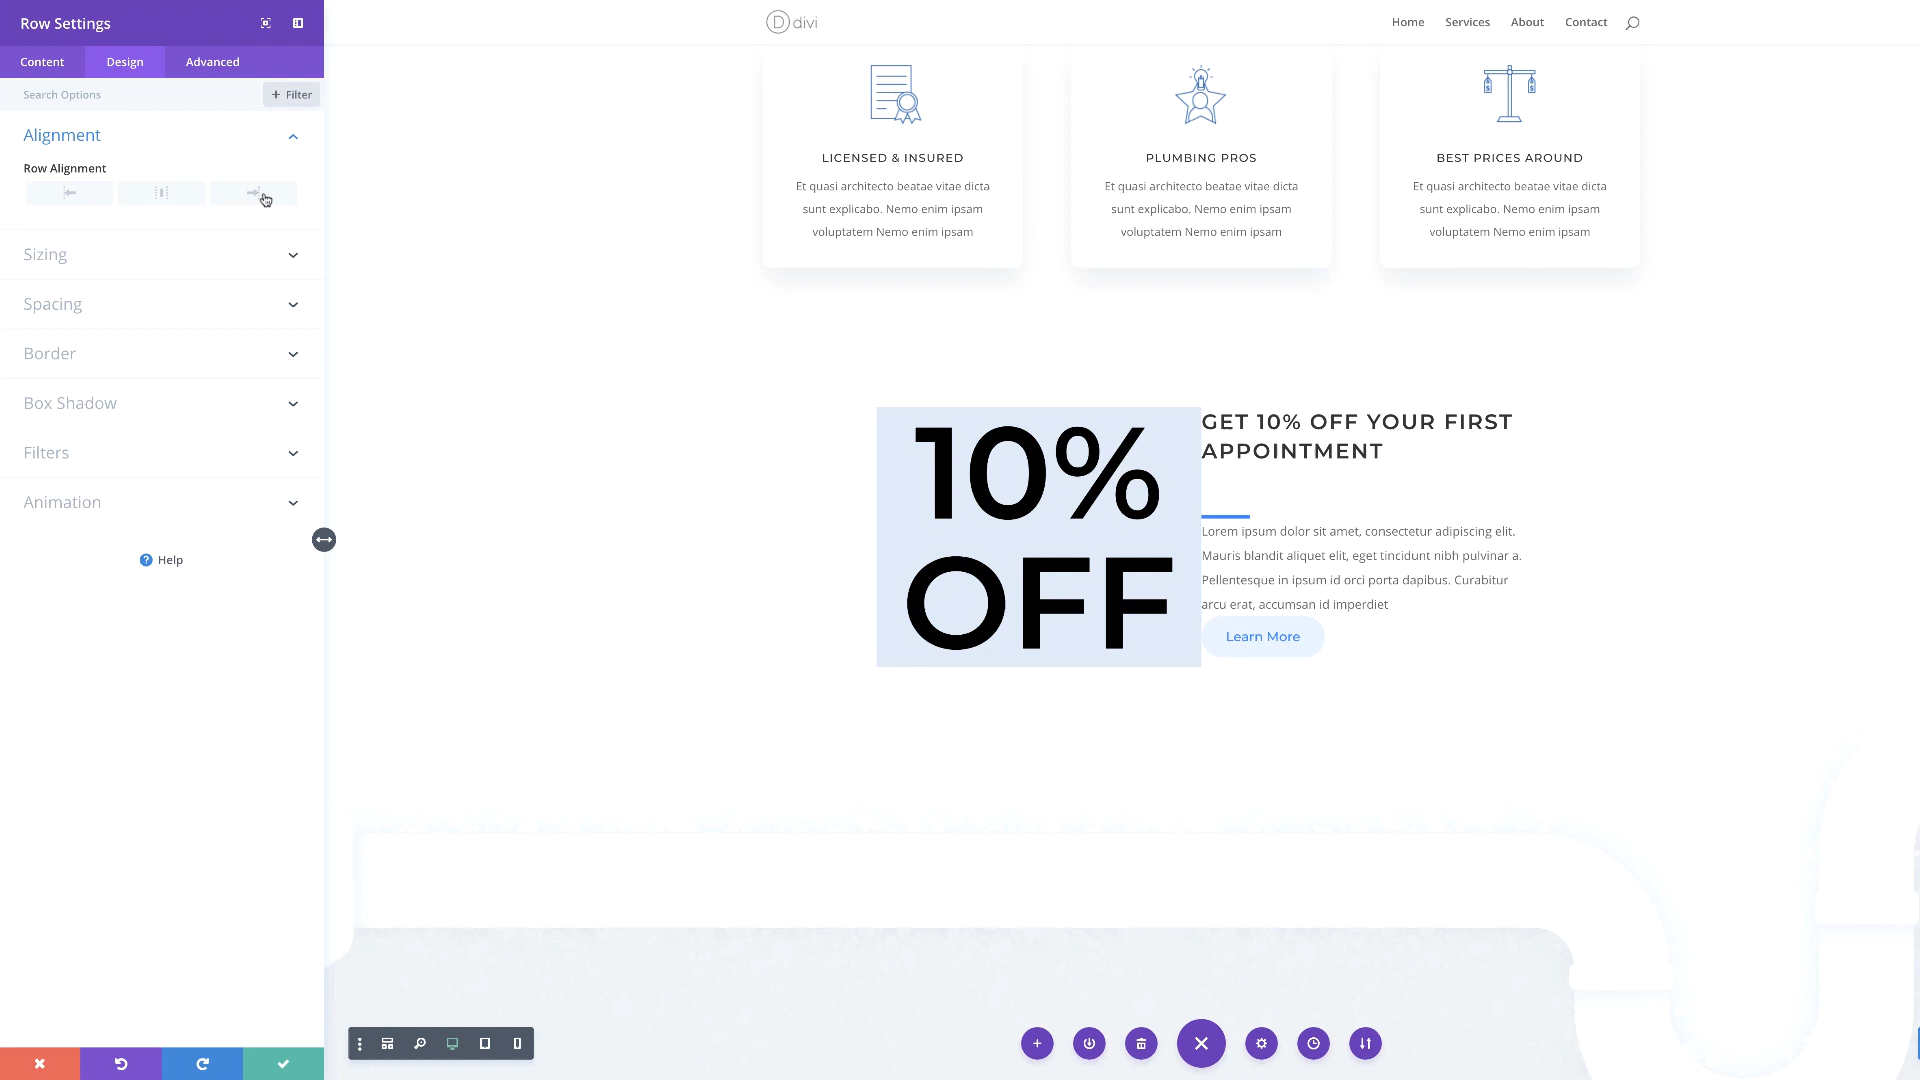 Row Settings
Content
Design
Advanced
Search Options
+ Filter
Alignment
Row Alignment
Sizing
Spacing
Border
Box Shadow
Filters
Animation
? Help
D divi
Home
Services
About
Contact
LICENSED & INSURED
Et quasi architecto beatae vitae dicta
sunt explicabo. Nemo enim ipsam
voluptatem Nemo enim ipsam
PLUMBING PROS
Et quasi architecto beatae vitae dicta
sunt explicabo. Nemo enim ipsam
voluptatem Nemo enim ipsam
BEST PRICES AROUND
Et quasi architecto beatae vitae dicta
sunt explicabo. Nemo enim ipsam
voluptatem Nemo enim ipsam
10%
OFF
GET 10% OFF YOUR FIRST
APPOINTMENT
Lorem ipsum dolor sit amet, consectetur adipiscing elit.
Mauris blandit aliquet elit, eget tincidunt nibh pulvinar a.
Pellentesque in ipsum id orci porta dapibus. Curabitur
arcu erat, accumsan id imperdiet
Learn More